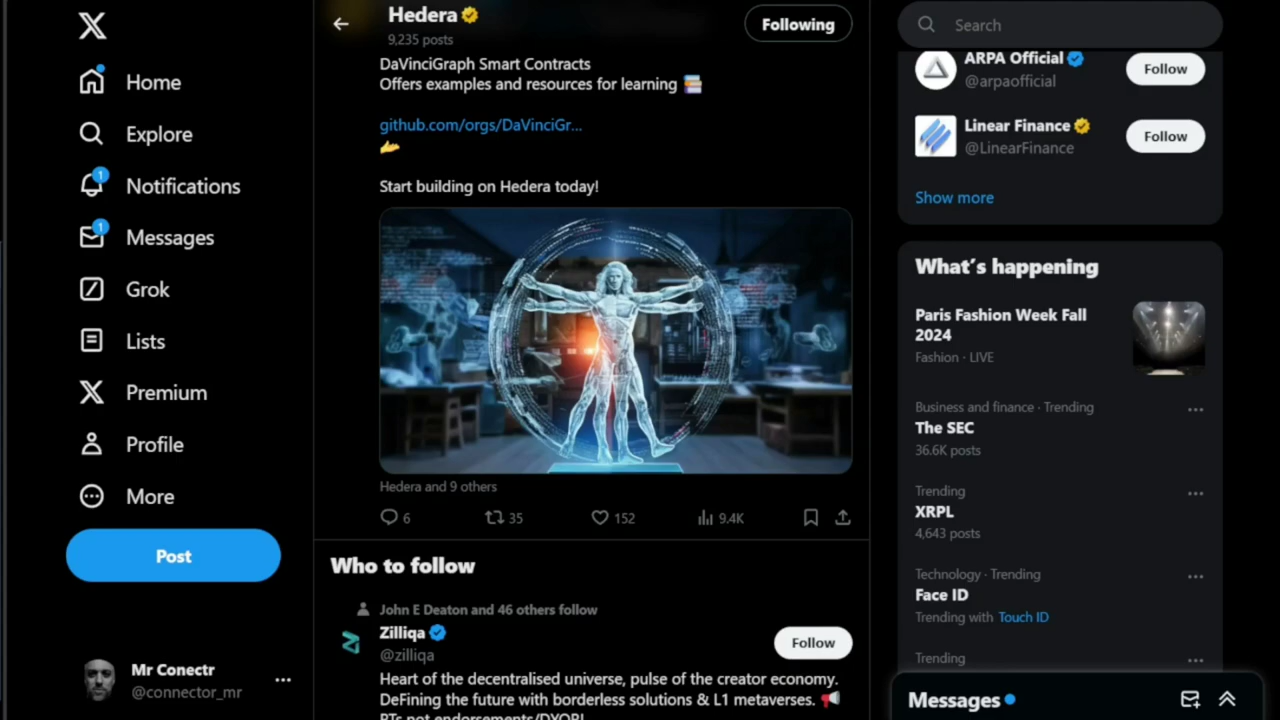 Home
Explore
1
Notifications
1
Messages
Grok
Lists
Premium
Profile
More
Post
Mr Conectr
@connector_mr
Hedera
9,235 posts
Following
DaVinciGraph Smart Contracts
Offers examples and resources for learning
github.com/orgs/DaVinciGr...
Start building on Hedera today!
Hedera and 9 others
6 35 152 9.4K
Who to follow
John E Deaton and 46 others follow
Zilliqa
@zilliqa
Follow
Heart of the decentralised universe, pulse of the creator economy.
DeFining the future with borderless solutions & L1 metaverses.
RTs not endorsements/DYOR!
Search
ARPA Official
@arpaofficial
Follow
Linear Finance
@LinearFinance
Follow
Show more
What's happening
Paris Fashion Week Fall
2024
Fashion · LIVE
Business and finance · Trending
The SEC
36.6K posts
Trending
XRPL
4,643 posts
Technology · Trending
Face ID
Trending with Touch ID
Trending
Messages